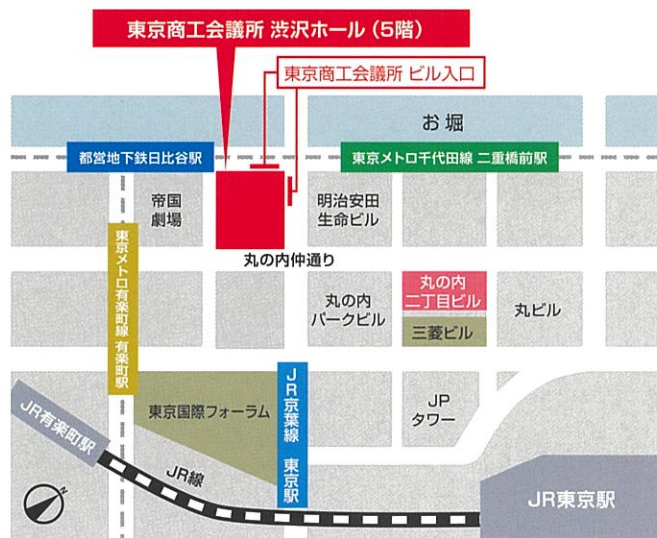 東京商工会議所 渋沢ホール（5階）
東京商工会議所 ビル入口
お堀
都営地下鉄日比谷駅
東京メトロ千代田線 二重橋前駅
帝国
劇場
明治安田
生命ビル
丸の内仲通り
東京メトロ有楽町線 有楽町駅
丸の内
パークビル
丸の内
二丁目ビル
三菱ビル
丸ビル
JR京葉線 東京駅
東京国際フォーラム
JP
タワー
JR有楽町駅
JR線
JR東京駅
N